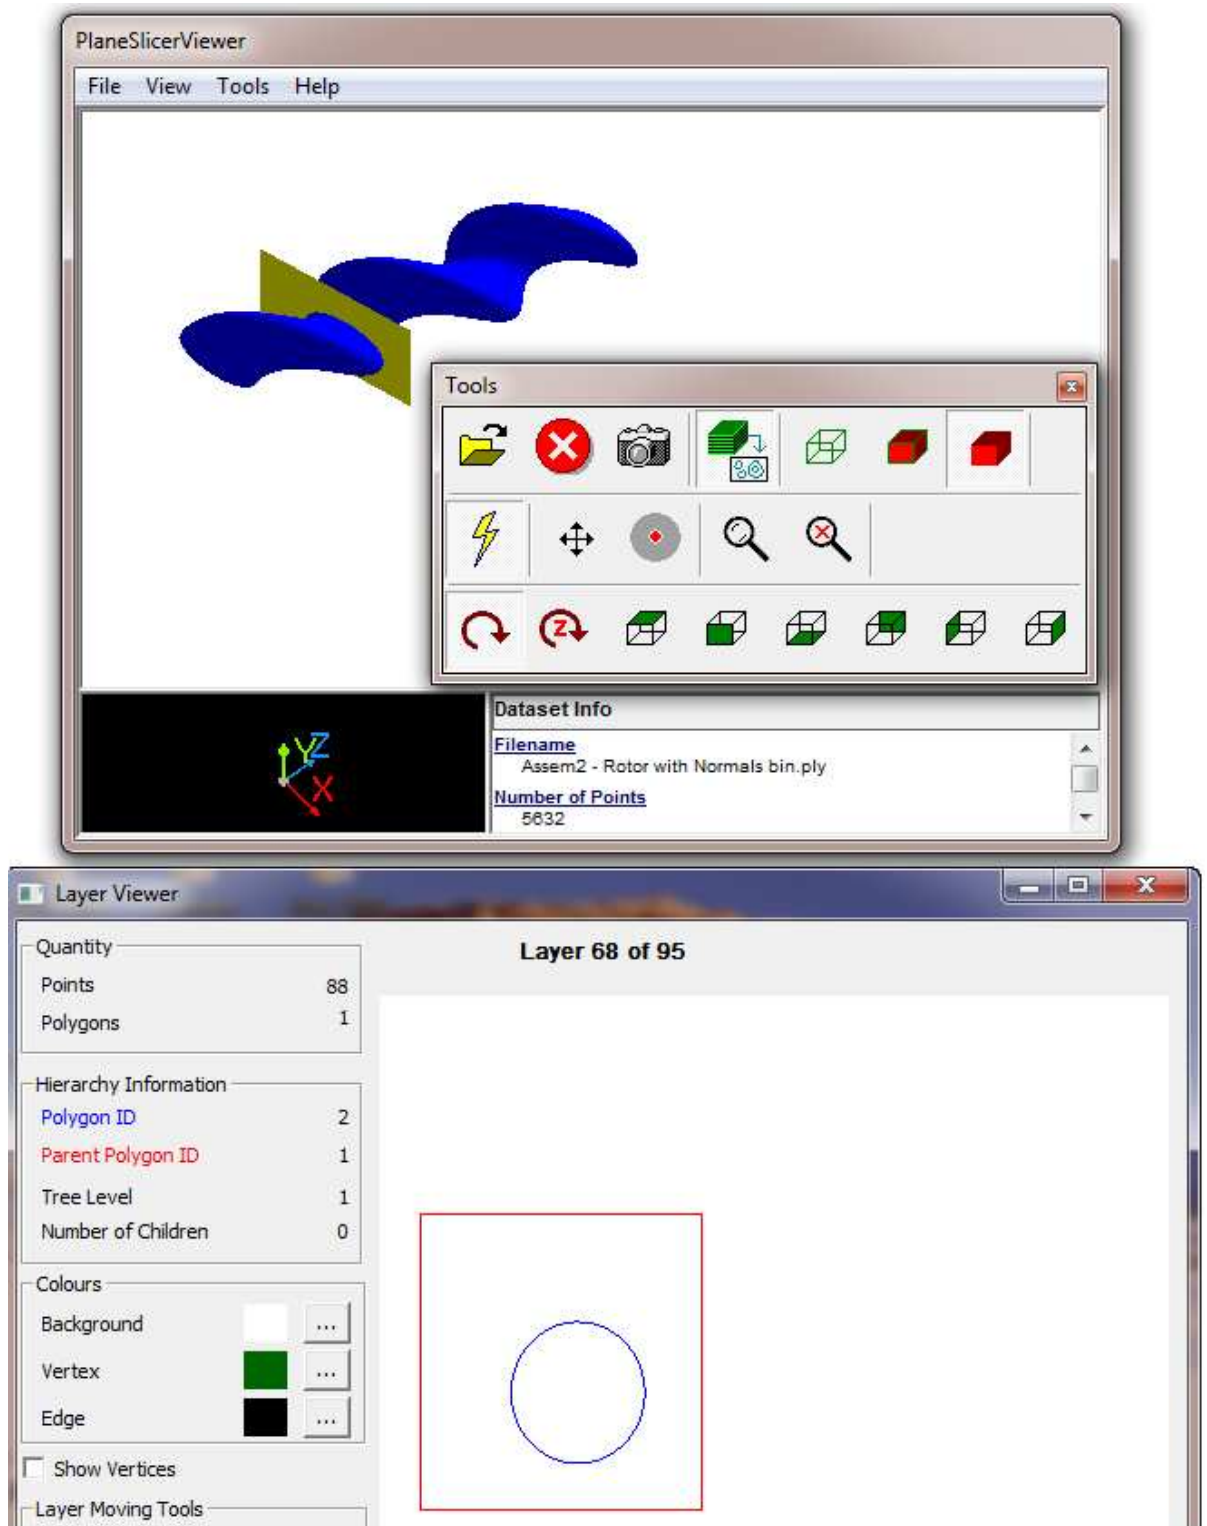 PlaneSlicerViewer
File View Tools Help
Tools
Z
Y Z
X
Dataset Info
Filename
Assem2 - Rotor with Normals bin.ply
Number of Points
5632
Layer Viewer
Quantity
Layer 68 of 95
Points 88
Polygons 1
Hierarchy Information
Polygon ID 2
Parent Polygon ID 1
Tree Level 1
Number of Children 0
Colours
Background ...
Vertex ...
Edge ...
Show Vertices
Layer Moving Tools